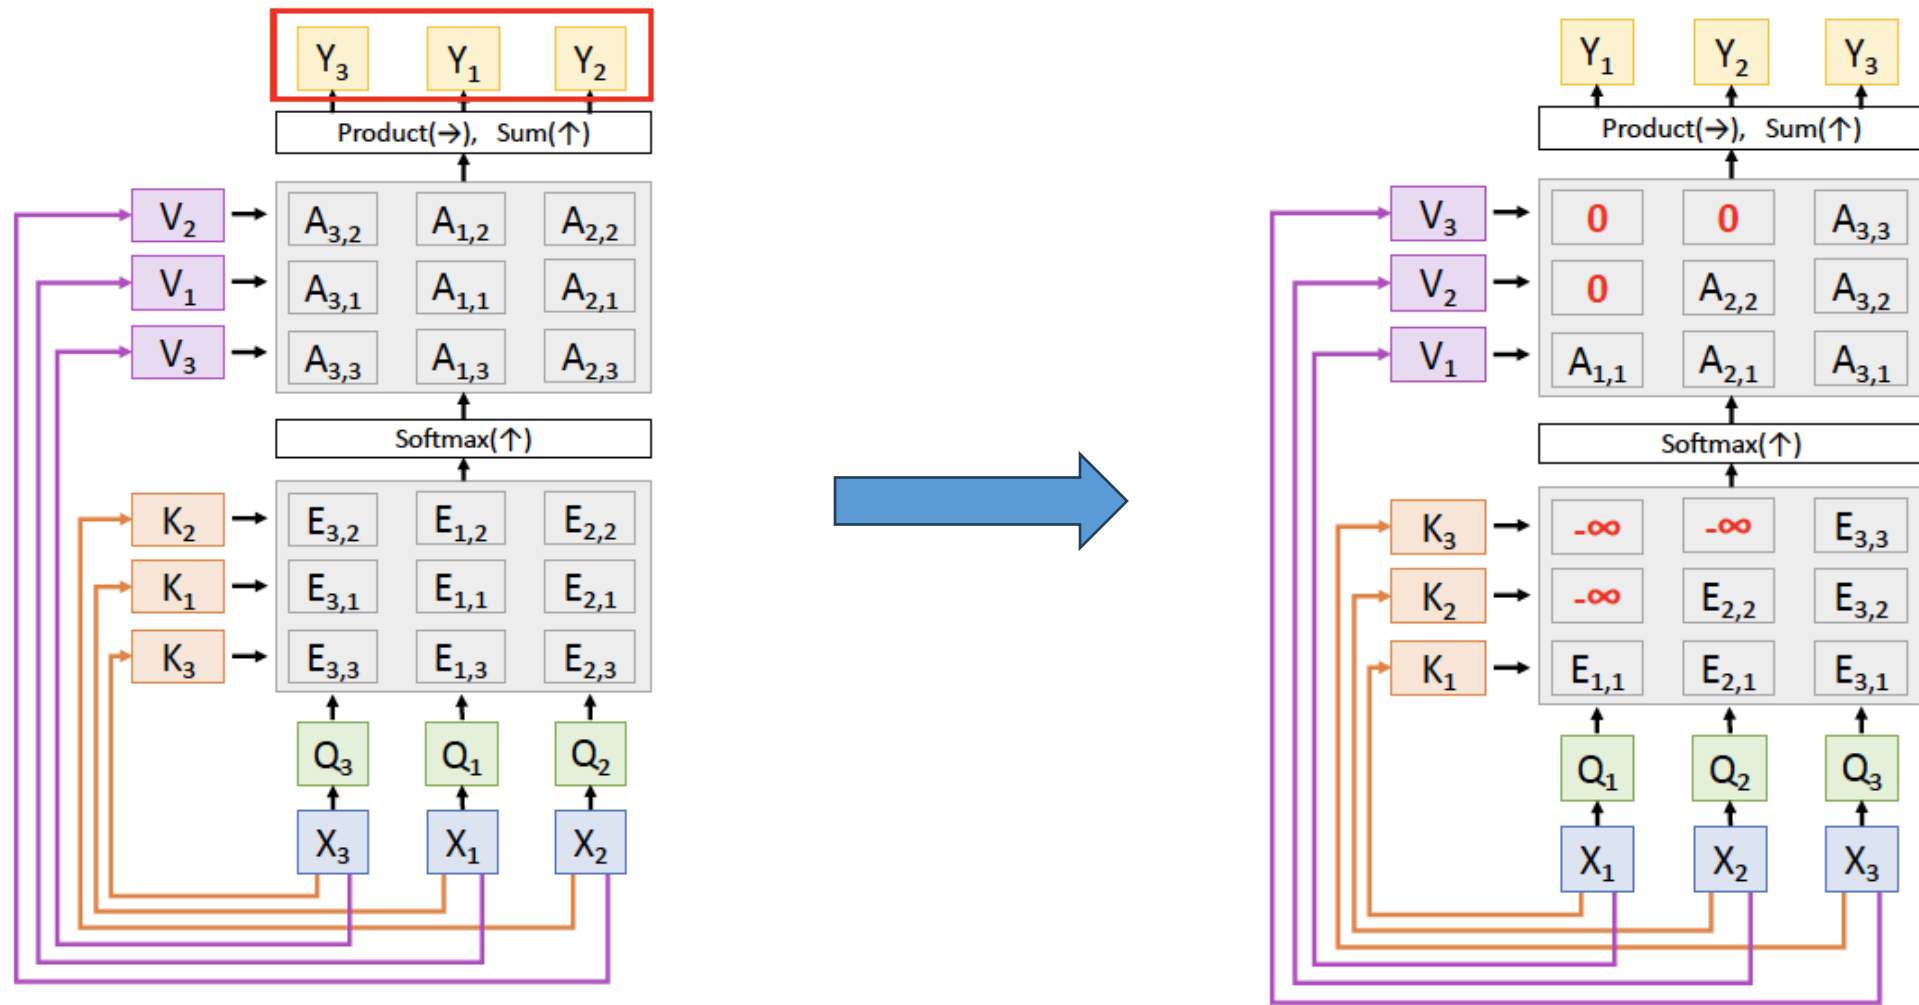 Y3 Y1 Y2
Product(→), Sum(↑)
V2 A3,2 A1,2 A2,2
V1 A3,1 A1,1 A2,1
V3 A3,3 A1,3 A2,3
Softmax(↑)
K2 E3,2 E1,2 E2,2
K1 E3,1 E1,1 E2,1
K3 E3,3 E1,3 E2,3
Q3 Q1 Q2
X3 X1 X2
Y1 Y2 Y3
Product(→), Sum(↑)
V3 0 0 A3,3
V2 0 A2,2 A3,2
V1 A1,1 A2,1 A3,1
Softmax(↑)
K3 -∞ -∞ E3,3
K2 -∞ E2,2 E3,2
K1 E1,1 E2,1 E3,1
Q1 Q2 Q3
X1 X2 X3